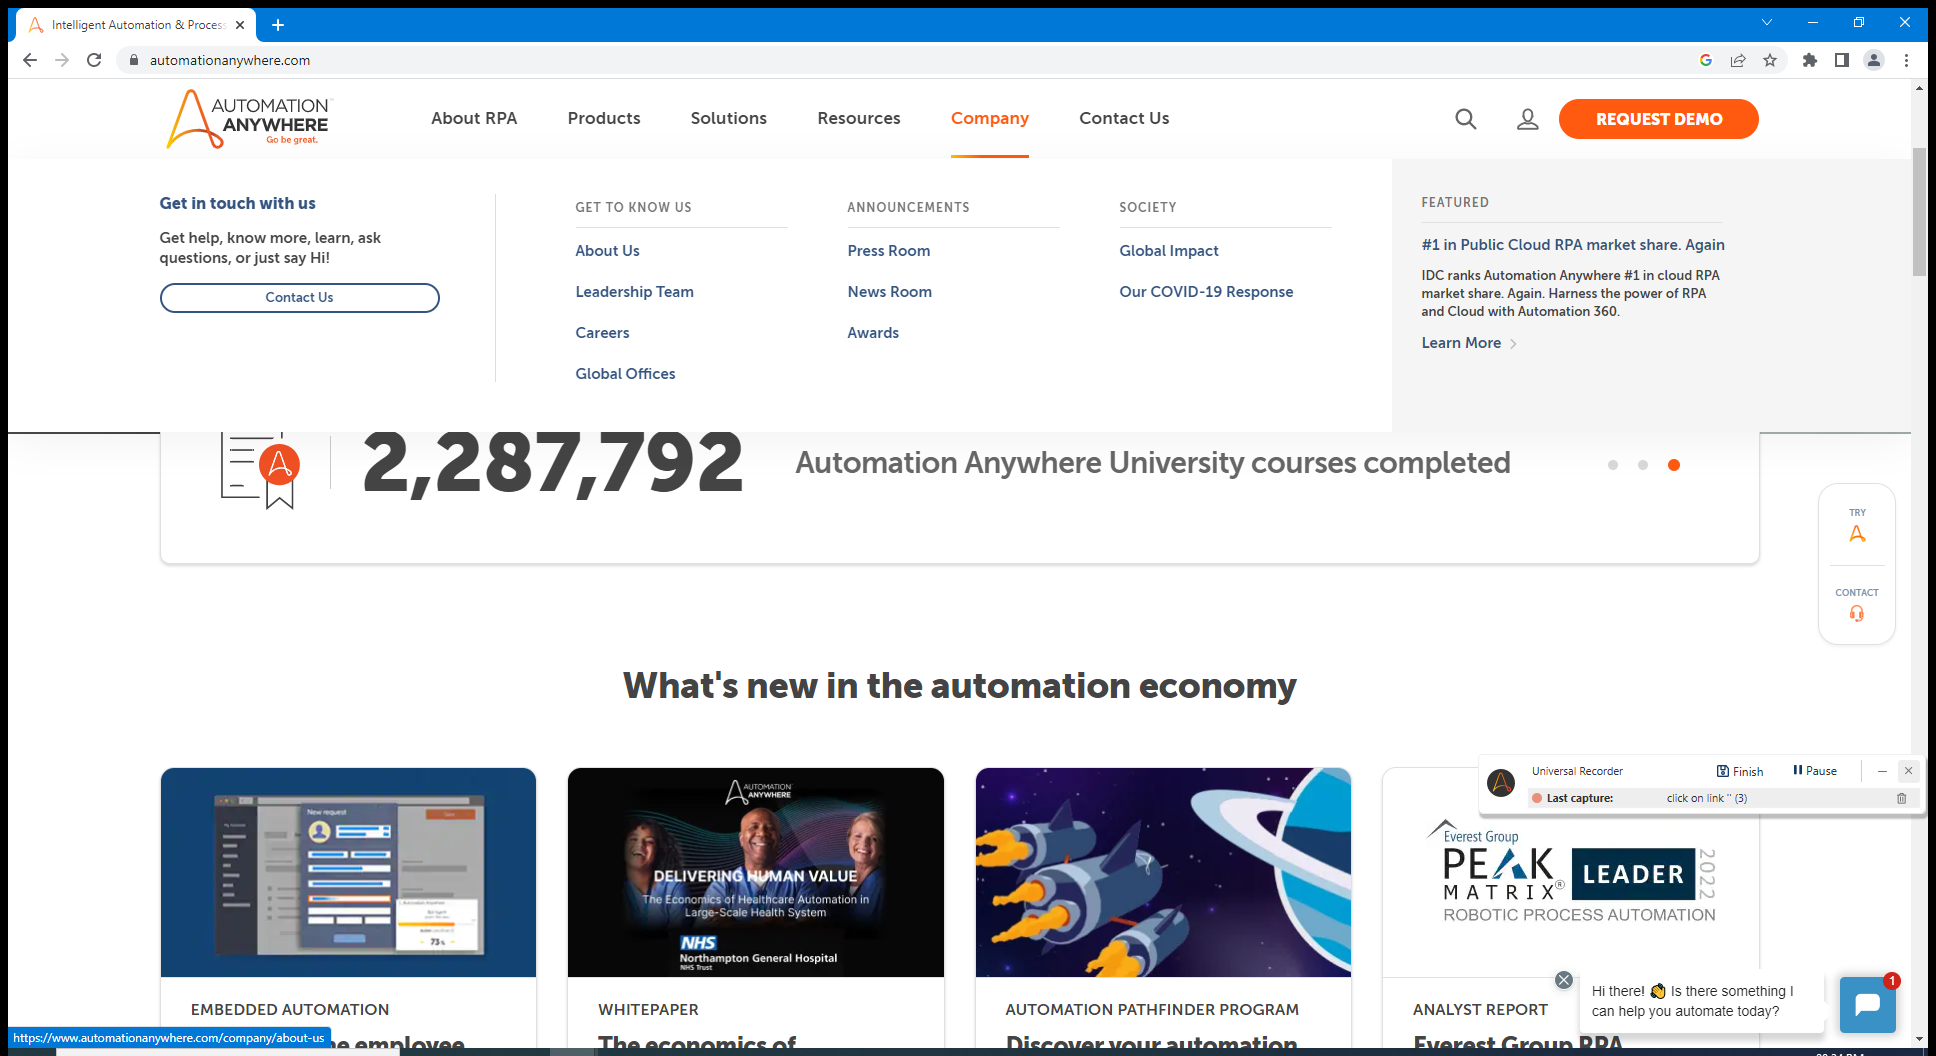 Intelligent Automation & Process
automationanywhere.com
AUTOMATION
ANYWHERE
Go be great.
About RPA
Products
Solutions
Resources
Company
Contact Us
REQUEST DEMO
Get in touch with us
Get help, know more, learn, ask
questions, or just say Hi!
Contact Us
GET TO KNOW US
About Us
Leadership Team
Careers
Global Offices
ANNOUNCEMENTS
Press Room
News Room
Awards
SOCIETY
Global Impact
Our COVID-19 Response
FEATURED
#1 in Public Cloud RPA market share. Again
IDC ranks Automation Anywhere #1 in cloud RPA
market share. Again. Harness the power of RPA
and Cloud with Automation 360.
Learn More
2,287,792
Automation Anywhere University courses completed
TRY
CONTACT
What's new in the automation economy
New request
73%
AUTOMATION
ANYWHERE
DELIVERING HUMAN VALUE
The Economics of Healthcare Automation in
Large-Scale Health System
NHS
Northampton General Hospital
NHS Trust
Universal Recorder
Finish
Pause
Last capture:
click on link '' (3)
Everest Group
PEAK
MATRIX®
LEADER
2022
ROBOTIC PROCESS AUTOMATION
EMBEDDED AUTOMATION
WHITEPAPER
AUTOMATION PATHFINDER PROGRAM
ANALYST REPORT
Hi there! 👋 Is there something I
can help you automate today?
1
https://www.automationanywhere.com/company/about-us
employee
The economics of
Discover your automation
Everest Group RPA